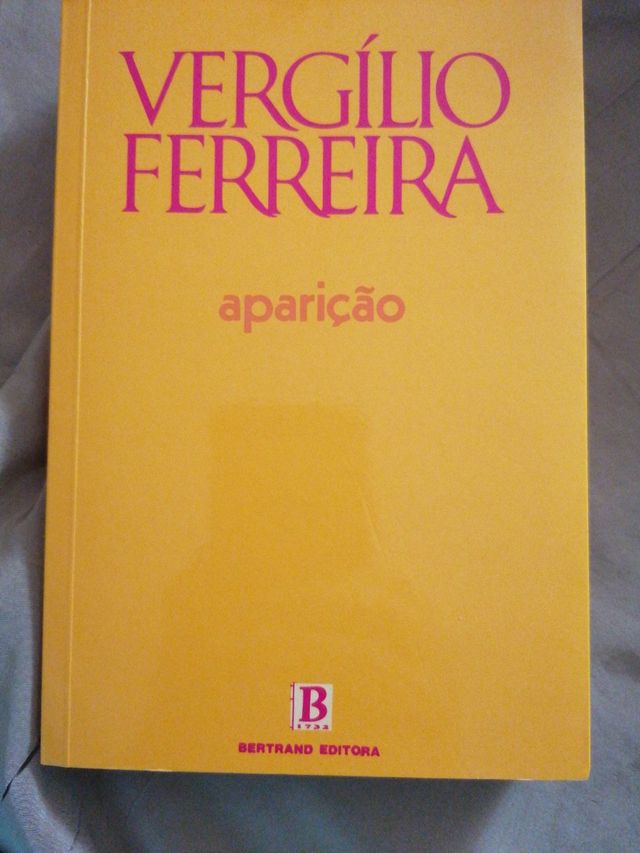 VERGÍLIO
FERREIRA
aparição
B
1732
BERTRAND EDITORA